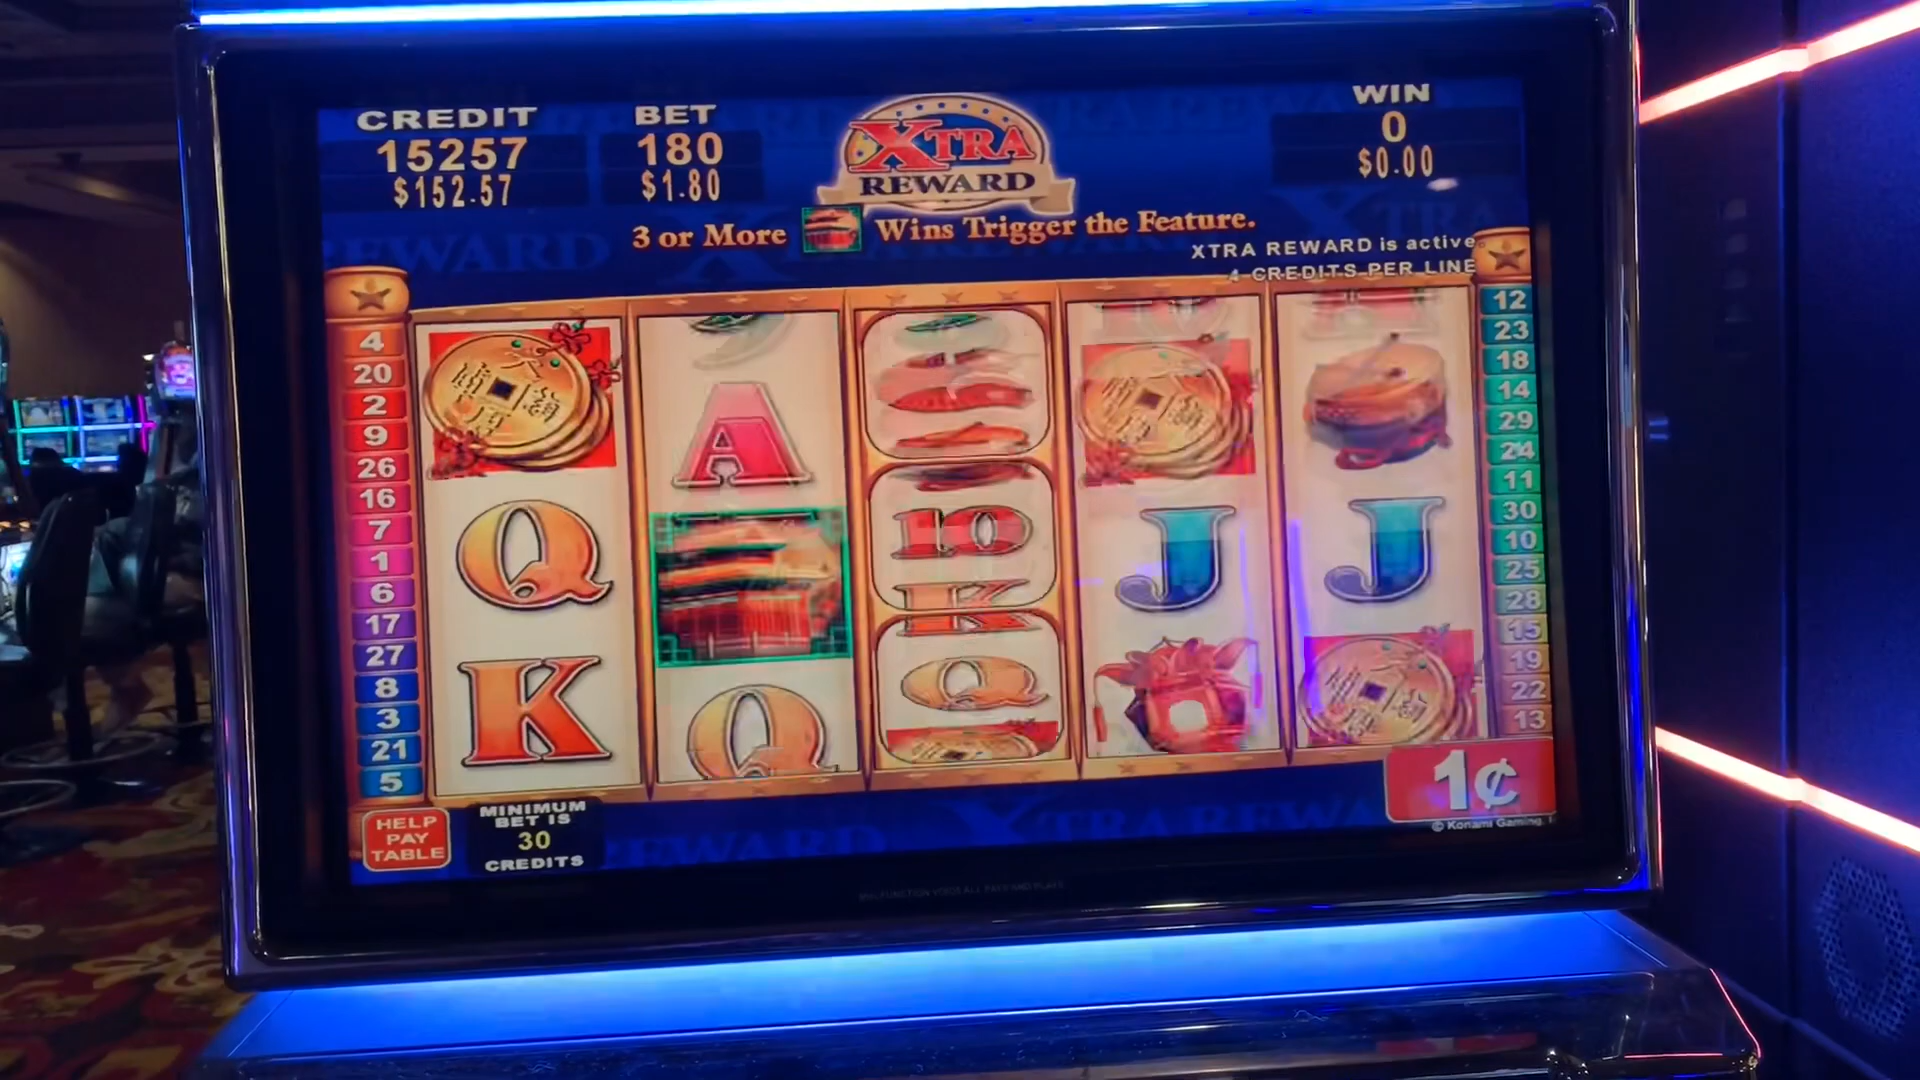 CREDIT
15257
$152.57
BET
180
$1.80
XTRA
REWARD
WIN
0
$0.00
3 or More Wins Trigger the Feature.
XTRA REWARD is active.
4 CREDITS PER LINE
4
20
2
9
26
16
7
1
6
17
27
8
3
21
5
Q
K
A
Q
10
K
Q
J
J
12
23
18
14
29
24
11
30
10
25
28
15
19
22
13
HELP
PAY
TABLE
MINIMUM
BET IS
30
CREDITS
1¢
© Konami Gaming, I